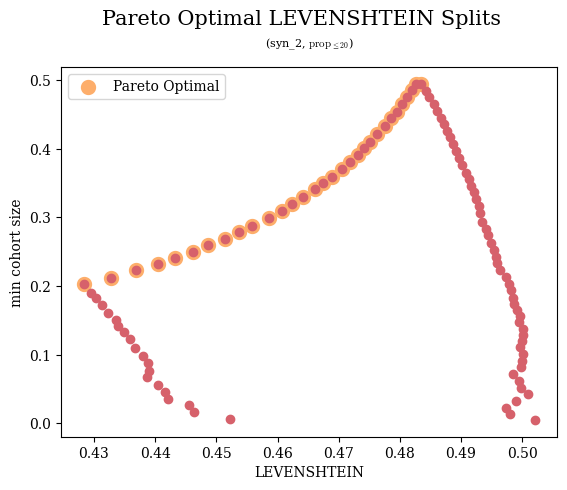 Pareto Optimal LEVENSHTEIN Splits
(syn_2, prop≤20)
Pareto Optimal
min cohort size
0.5
0.4
0.3
0.2
0.1
0.0
0.43 0.44 0.45 0.46 0.47 0.48 0.49 0.50
LEVENSHTEIN